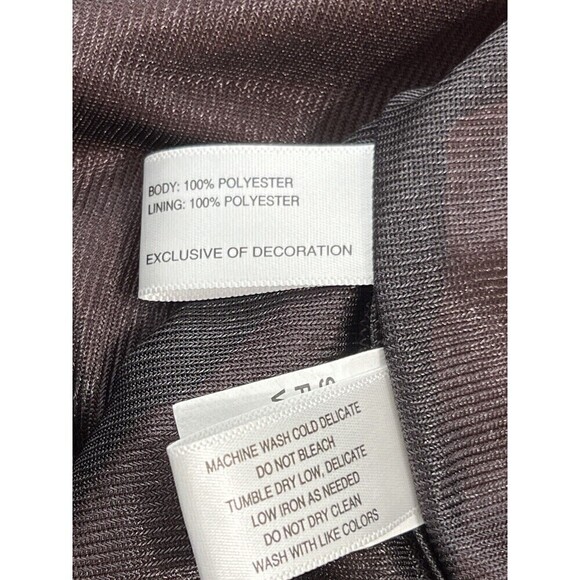 BODY: 100% POLYESTER
LINING: 100% POLYESTER
EXCLUSIVE OF DECORATION
MACHINE WASH COLD DELICATE
DO NOT BLEACH
TUMBLE DRY LOW, DELICATE
LOW IRON AS NEEDED
DO NOT DRY CLEAN
WASH WITH LIKE COLORS